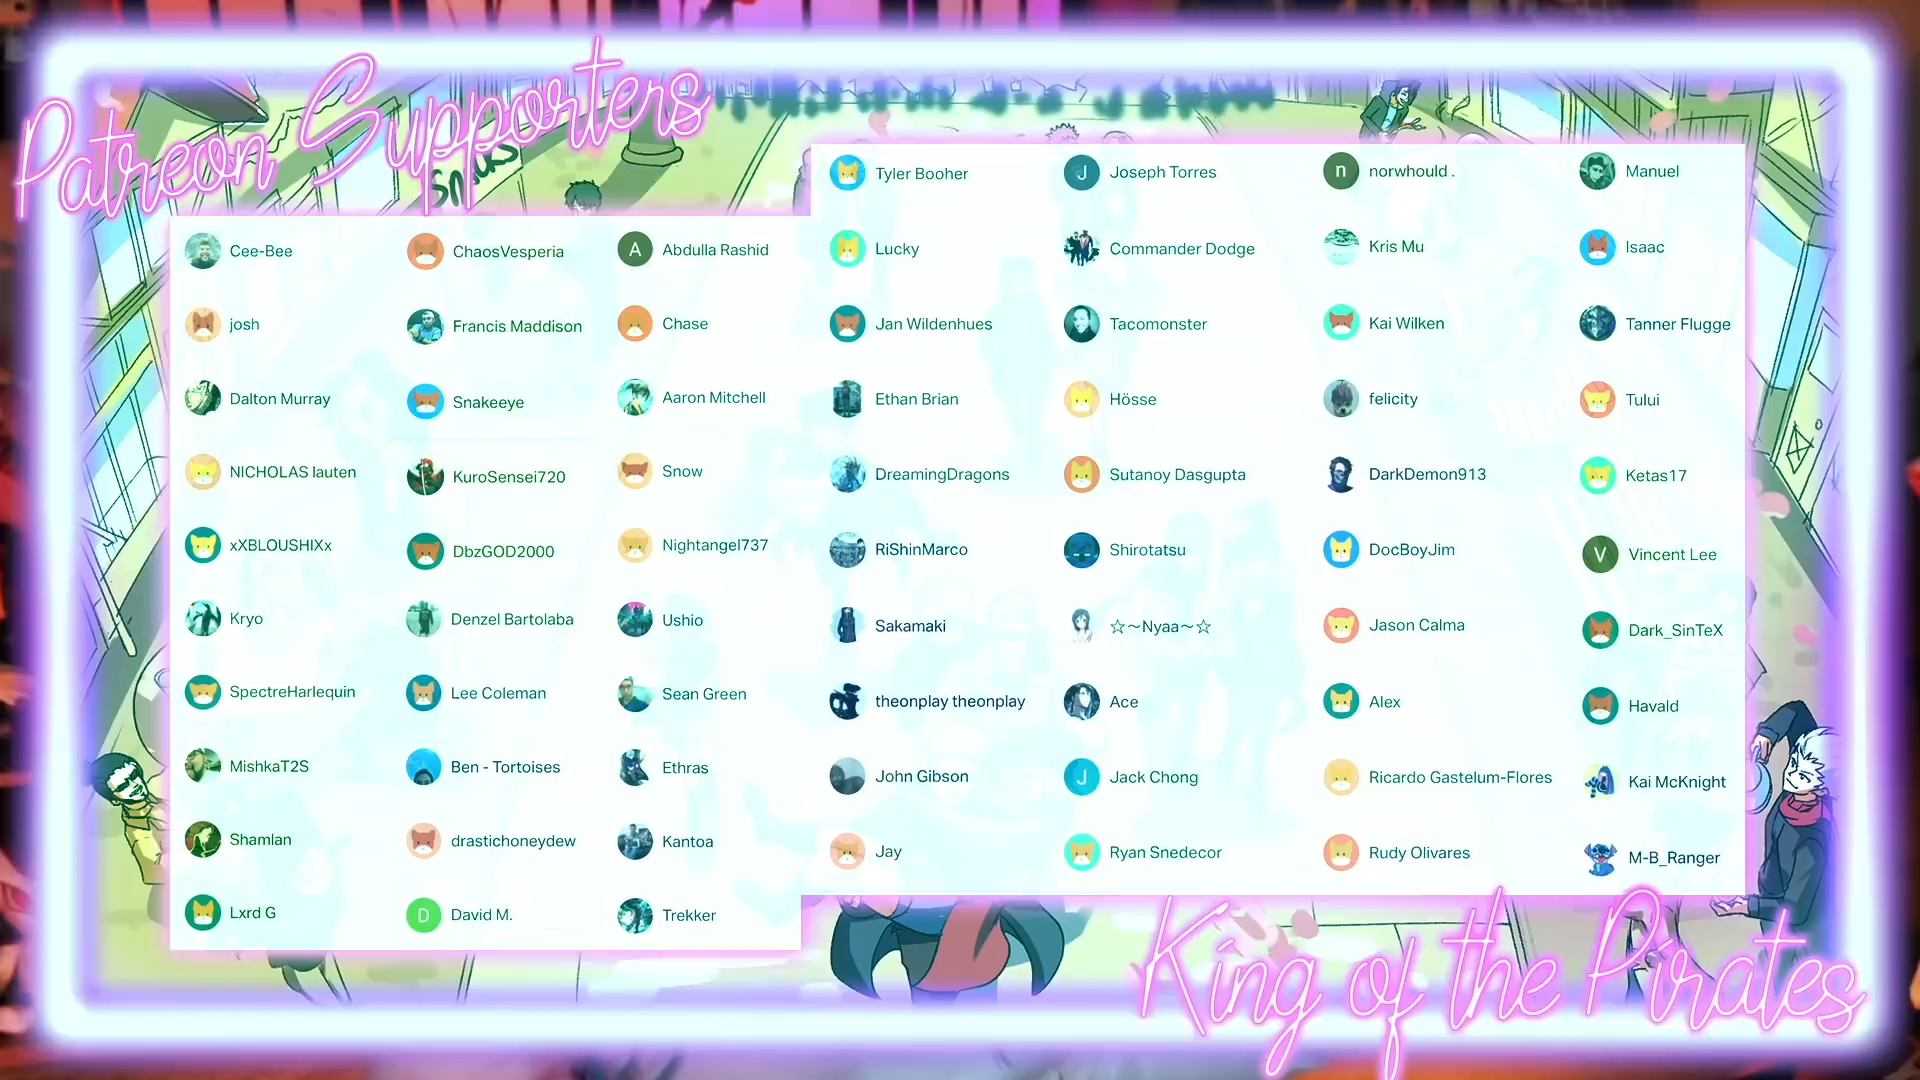 Patreon Supporters
Snacks
Cee-Bee
josh
Dalton Murray
NICHOLAS lauten
xXBLOUSHIXx
Kryo
SpectreHarlequin
MishkaT2S
Shamlan
Lxrd G
ChaosVesperia
Francis Maddison
Snakeeye
KuroSensei720
DbzGOD2000
Denzel Bartolaba
Lee Coleman
Ben - Tortoises
drastichoneydew
D
David M.
A
Abdulla Rashid
Chase
Aaron Mitchell
Snow
Nightangel737
Ushio
Sean Green
Ethras
Kantoa
Trekker
Tyler Booher
Lucky
Jan Wildenhues
Ethan Brian
DreamingDragons
RiShinMarco
Sakamaki
theonplay theonplay
John Gibson
Jay
J
Joseph Torres
Commander Dodge
Tacomonster
Hösse
Sutanoy Dasgupta
Shirotatsu
☆~Nyaa~☆
Ace
J
Jack Chong
Ryan Snedecor
n
norwhould .
Kris Mu
Kai Wilken
felicity
DarkDemon913
DocBoyJim
Jason Calma
Alex
Ricardo Gastelum-Flores
Rudy Olivares
Manuel
Isaac
Tanner Flugge
Tului
Ketas17
V
Vincent Lee
Dark_SinTeX
Havald
Kai McKnight
M-B_Ranger
King of the Pirates